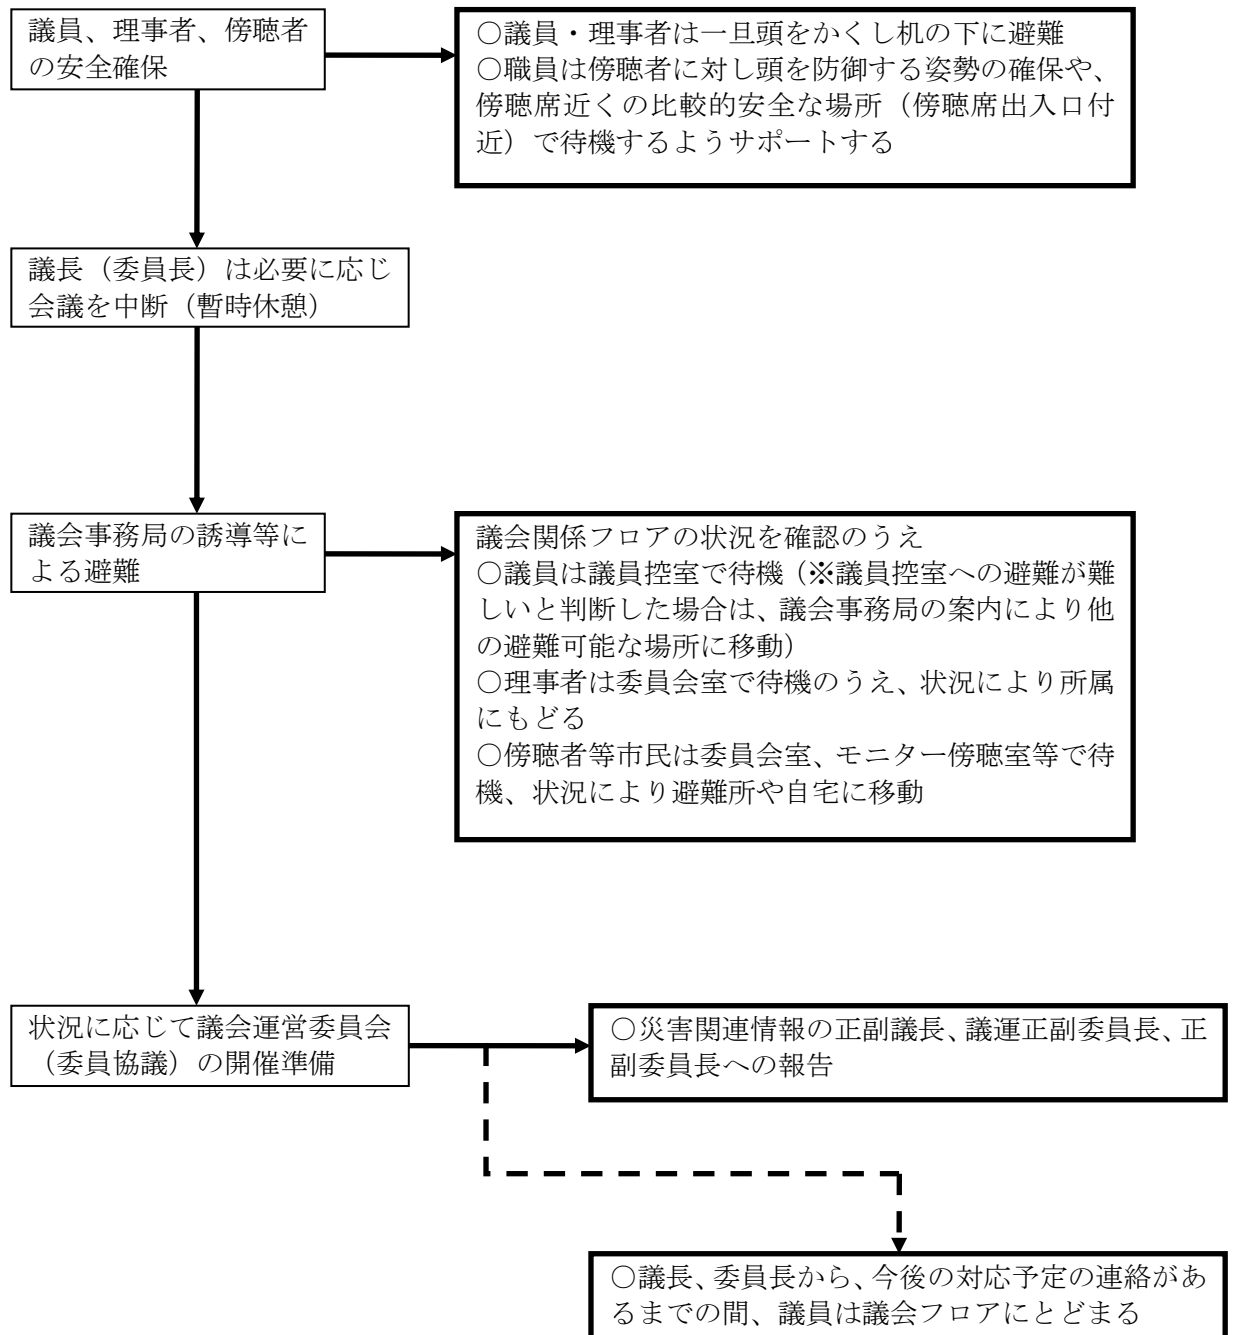 議員、理事者、傍聴者
の安全確保
○議員・理事者は一旦頭をかくし机の下に避難
○職員は傍聴者に対し頭を防御する姿勢の確保や、
傍聴席近くの比較的安全な場所（傍聴席出入口付
近）で待機するようサポートする
議長（委員長）は必要に応じ
会議を中断（暫時休憩）
議会事務局の誘導等に
よる避難
議会関係フロアの状況を確認のうえ
○議員は議員控室で待機（※議員控室への避難が難
しいと判断した場合は、議会事務局の案内により他
の避難可能な場所に移動）
○理事者は委員会室で待機のうえ、状況により所属
にもどる
○傍聴者等市民は委員会室、モニター傍聴室等で待
機、状況により避難所や自宅に移動
状況に応じて議会運営委員会
（委員協議）の開催準備
○災害関連情報の正副議長、議運正副委員長、正
副委員長への報告
○議長、委員長から、今後の対応予定の連絡があ
るまでの間、議員は議会フロアにとどまる